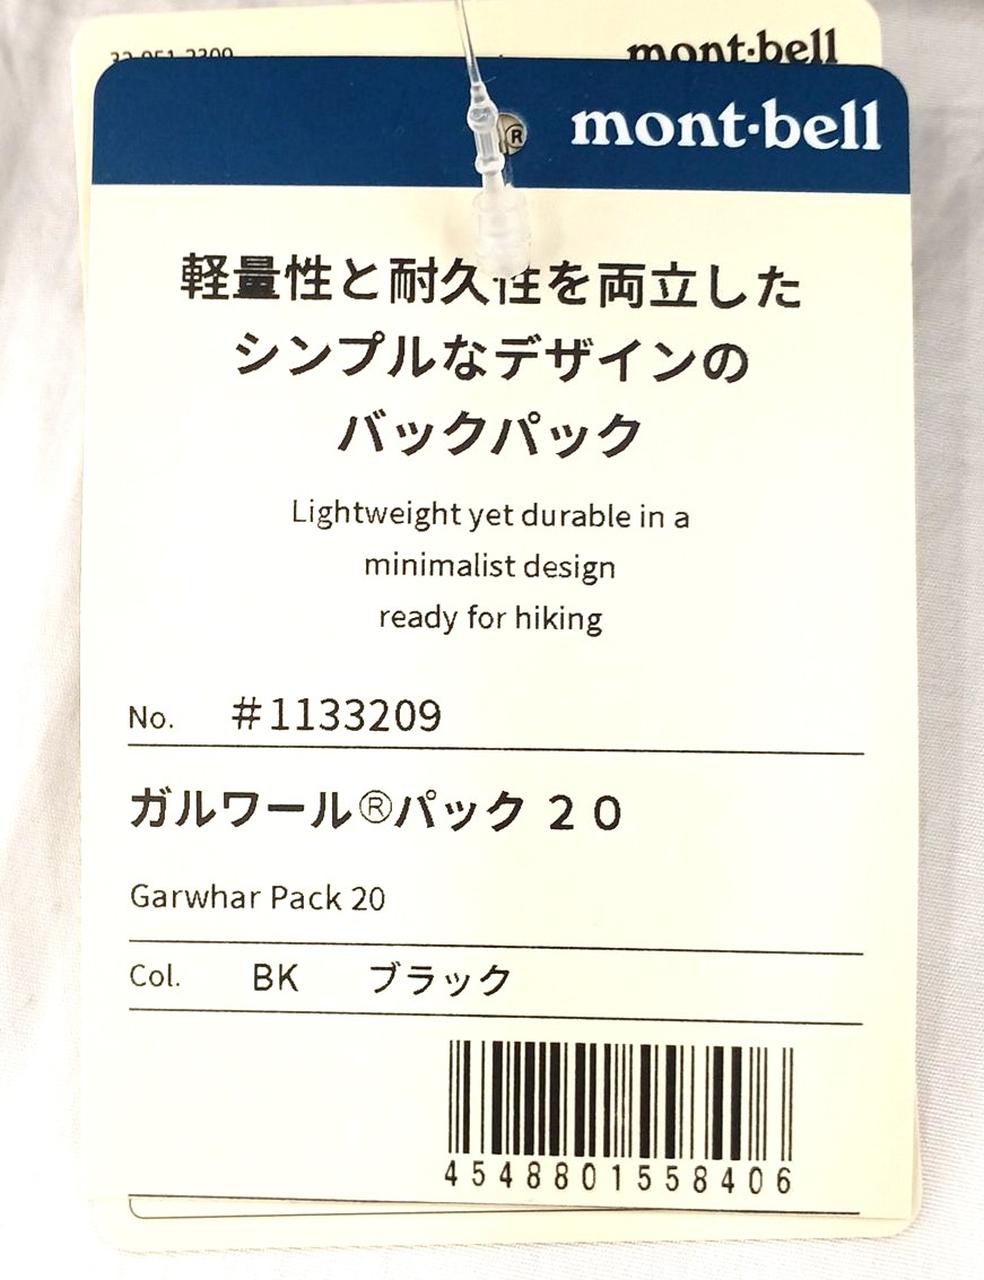 mont·bell
®
mont·bell
軽量性と耐久性を両立した
シンプルなデザインの
バックパック
Lightweight yet durable in a
minimalist design
ready for hiking
No. #1133209
ガルワール®パック 20
Garwhar Pack 20
Col. BK ブラック
4548801558406